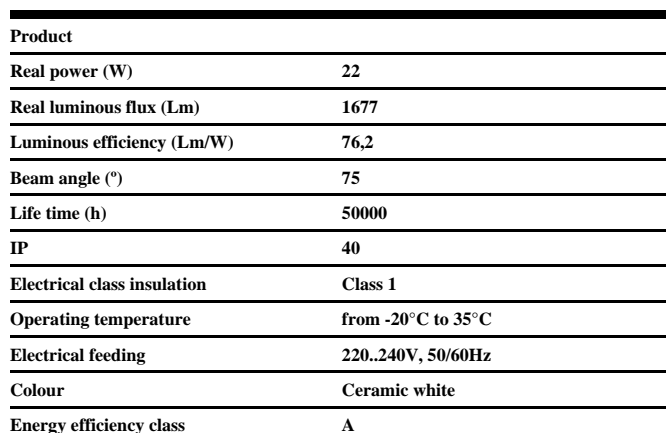 Product
Real power (W) 22
Real luminous flux (Lm) 1677
Luminous efficiency (Lm/W) 76,2
Beam angle (º) 75
Life time (h) 50000
IP 40
Electrical class insulation Class 1
Operating temperature from -20°C to 35°C
Electrical feeding 220..240V, 50/60Hz
Colour Ceramic white
Energy efficiency class A